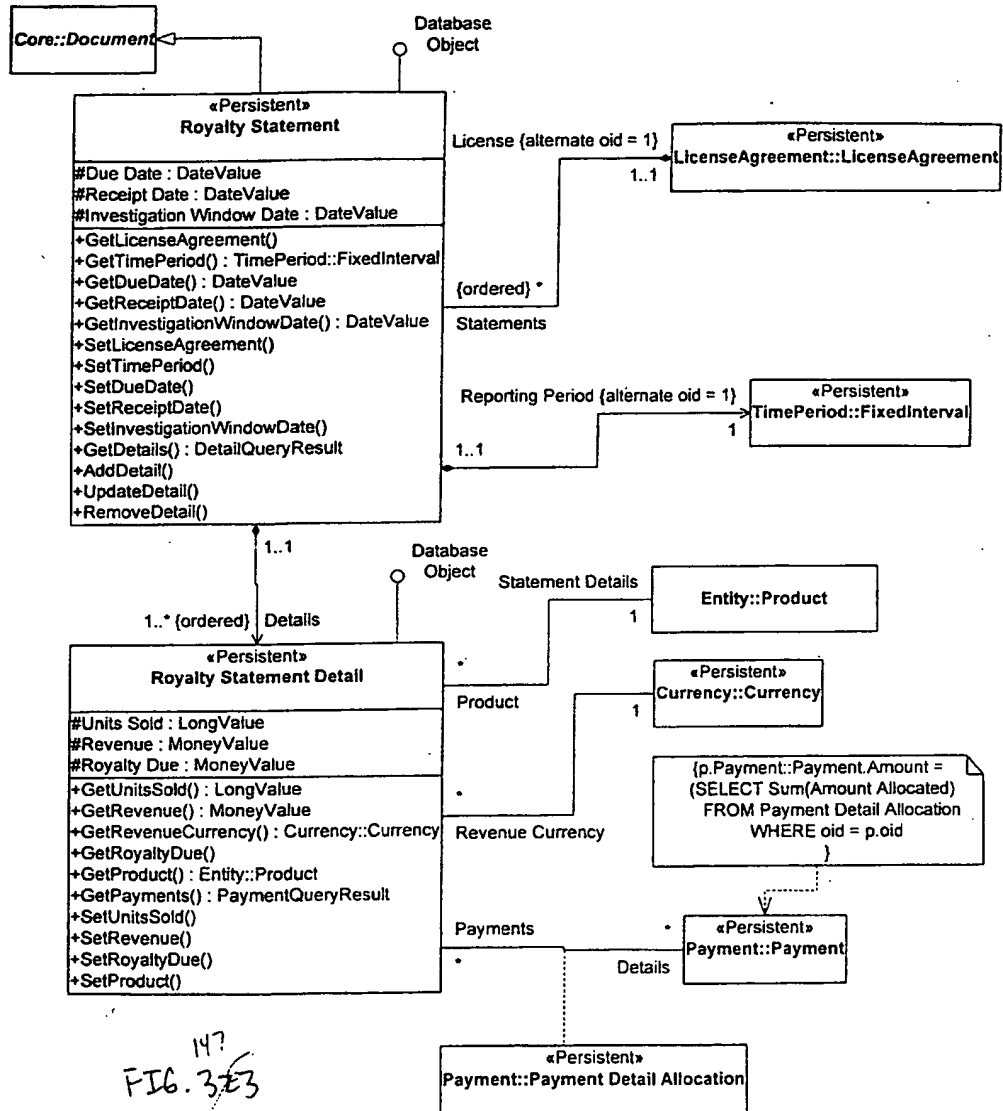 Core::Document
Database
Object
«Persistent»
Royalty Statement
#Due Date : DateValue
#Receipt Date : DateValue
#Investigation Window Date : DateValue
+GetLicenseAgreement()
+GetTimePeriod() : TimePeriod::FixedInterval
+GetDueDate() : DateValue
+GetReceiptDate() : DateValue
+GetInvestigationWindowDate() : DateValue
+SetLicenseAgreement()
+SetTimePeriod()
+SetDueDate()
+SetReceiptDate()
+SetInvestigationWindowDate()
+GetDetails() : DetailQueryResult
+AddDetail()
+UpdateDetail()
+RemoveDetail()
License {alternate oid = 1}
1..1
«Persistent»
LicenseAgreement::LicenseAgreement
{ordered} *
Statements
Reporting Period {alternate oid = 1}
1
1..1
«Persistent»
TimePeriod::FixedInterval
1..1
1..* {ordered} Details
Database
Object
«Persistent»
Royalty Statement Detail
#Units Sold : LongValue
#Revenue : MoneyValue
#Royalty Due : MoneyValue
+GetUnitsSold() : LongValue
+GetRevenue() : MoneyValue
+GetRevenueCurrency() : Currency::Currency
+GetRoyaltyDue()
+GetProduct() : Entity::Product
+GetPayments() : PaymentQueryResult
+SetUnitsSold()
+SetRevenue()
+SetRoyaltyDue()
+SetProduct()
Statement Details
1
Entity::Product
*
Product
«Persistent»
Currency::Currency
1
*
Revenue Currency
{p.Payment::Payment.Amount =
(SELECT Sum(Amount Allocated)
FROM Payment Detail Allocation
WHERE oid = p.oid
}
Payments
*
*
Details
«Persistent»
Payment::Payment
«Persistent»
Payment::Payment Detail Allocation
147
FIG. 3